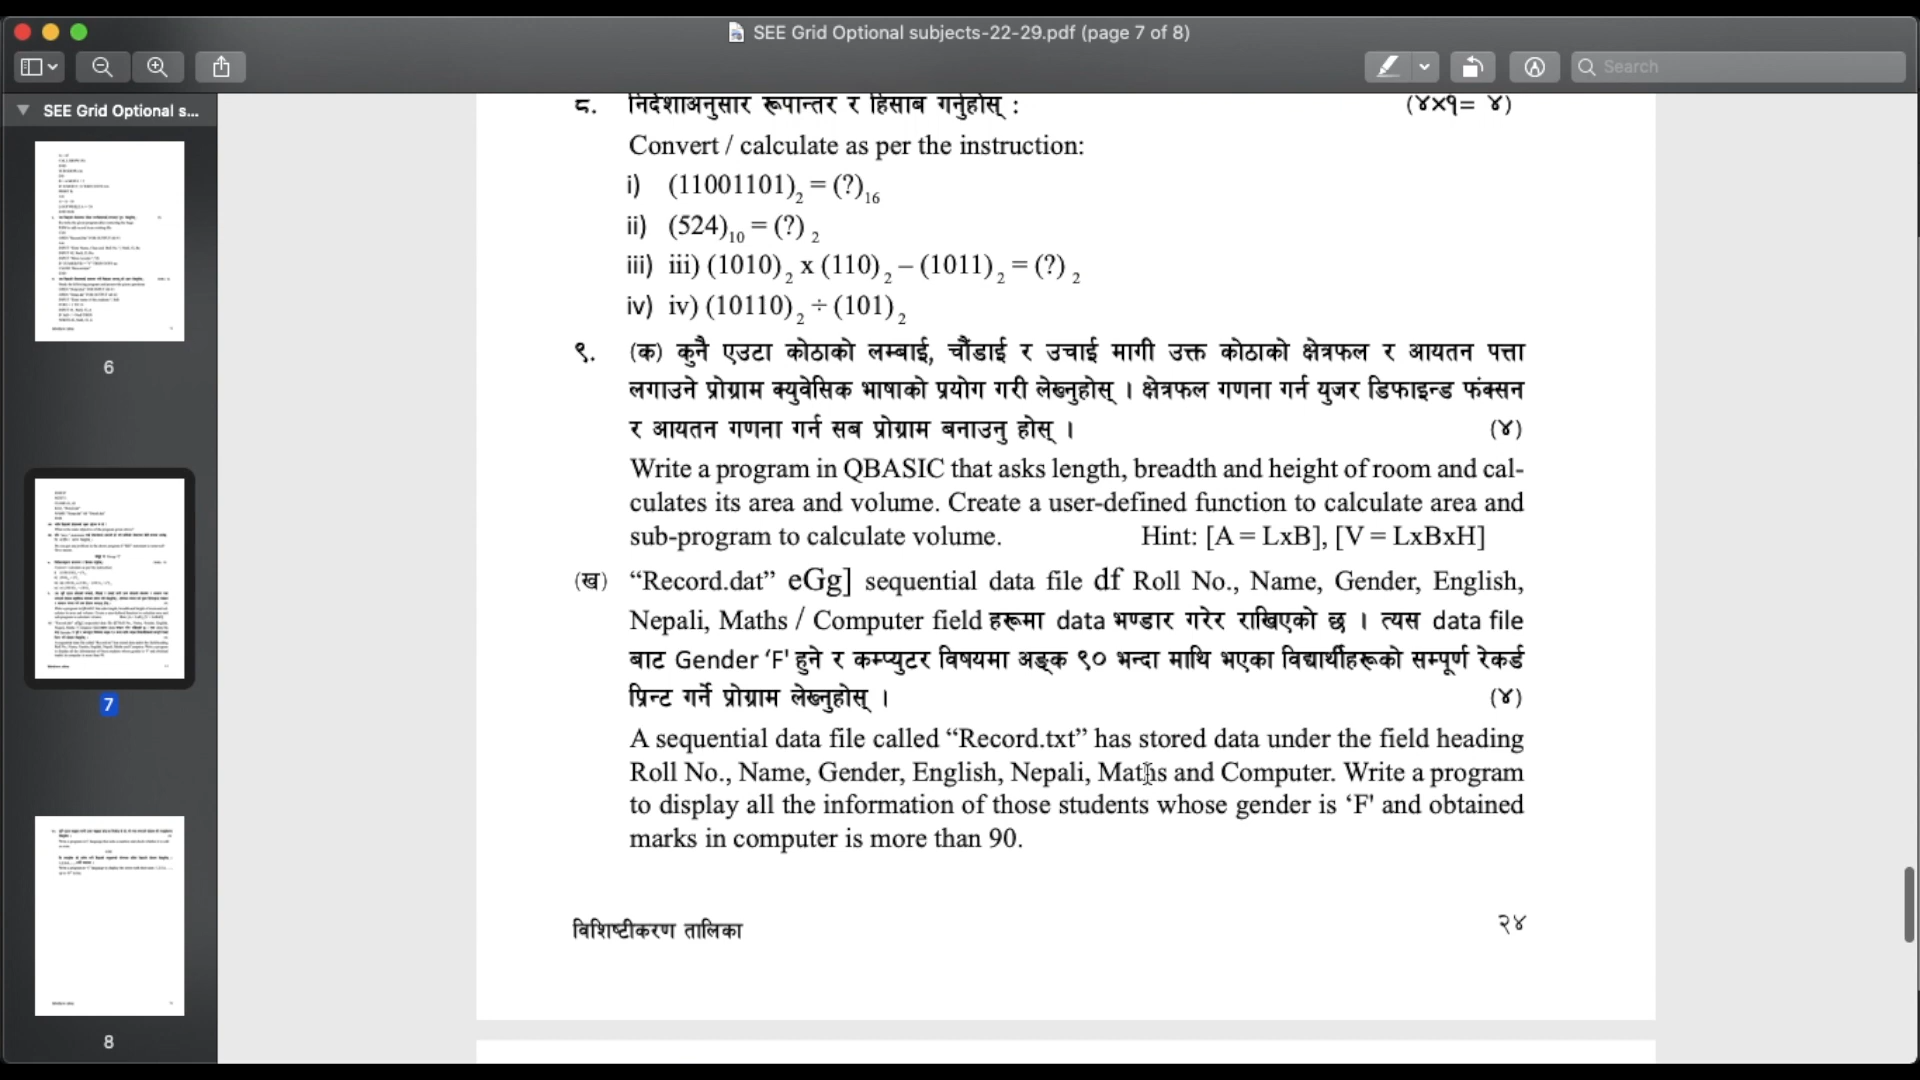 SEE Grid Optional subjects-22-29.pdf (page 7 of 8)
Search
SEE Grid Optional s...
6
7
8
८. निर्देशाअनुसार रूपान्तर र हिसाब गर्नुहोस् : (४×१= ४)
Convert / calculate as per the instruction:
i) (11001101)₂ = (?)₁₆
ii) (524)₁₀ = (?) ₂
iii) iii) (1010) ₂ x (110) ₂ – (1011) ₂ = (?) ₂
iv) iv) (10110) ₂ ÷ (101) ₂
९. (क) कुनै एउटा कोठाको लम्बाई, चौंडाई र उचाई मागी उक्त कोठाको क्षेत्रफल र आयतन पत्ता
लगाउने प्रोग्राम क्युवेसिक भाषाको प्रयोग गरी लेख्नुहोस् । क्षेत्रफल गणना गर्न युजर डिफाइन्ड फंक्सन
र आयतन गणना गर्न सब प्रोग्राम बनाउनु होस् । (४)
Write a program in QBASIC that asks length, breadth and height of room and cal-
culates its area and volume. Create a user-defined function to calculate area and
sub-program to calculate volume. Hint: [A = LxB], [V = LxBxH]
(ख) “Record.dat” eGg] sequential data file df Roll No., Name, Gender, English,
Nepali, Maths / Computer field हरूमा data भण्डार गरेर राखिएको छ । त्यस data file
बाट Gender ‘F' हुने र कम्प्युटर विषयमा अङ्क ९० भन्दा माथि भएका विद्यार्थीहरूको सम्पूर्ण रेकर्ड
प्रिन्ट गर्ने प्रोग्राम लेख्नुहोस् । (४)
A sequential data file called “Record.txt” has stored data under the field heading
Roll No., Name, Gender, English, Nepali, Maths and Computer. Write a program
to display all the information of those students whose gender is ‘F' and obtained
marks in computer is more than 90.
विशिष्टीकरण तालिका २४